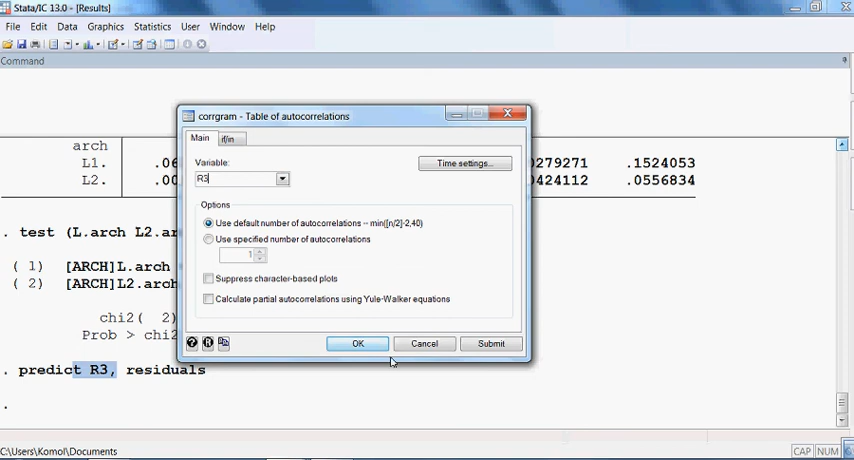 Stata/IC 13.0 - [Results]
File Edit Data Graphics Statistics User Window Help
Command
corrgram - Table of autocorrelations
Main if/in
Variable:
R3
Time settings...
Options
Use default number of autocorrelations -- min([n/2]-2,40)
Use specified number of autocorrelations
1
Suppress character-based plots
Calculate partial autocorrelations using Yule-Walker equations
OK Cancel Submit
arch
L1. .06 0279271 .1524053
L2. .00 0424112 .0556834
. test (L.arch L2.ar
( 1) [ARCH]L.arch
( 2) [ARCH]L2.arch
chi2( 2)
Prob > chi2
. predict R3, residuals
.
C:\Users\Komol\Documents
CAP NUM